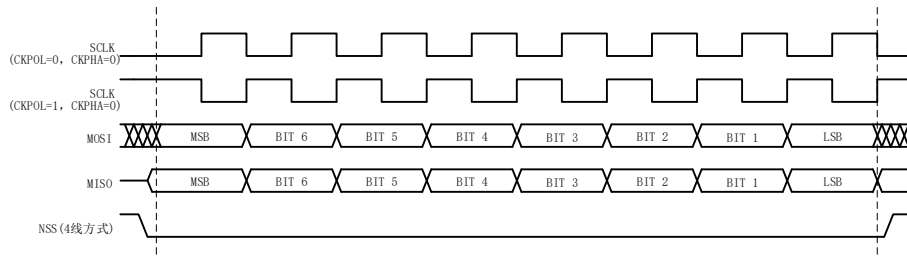 SCLK
(CKPOL=0，CKPHA=0)
SCLK
(CKPOL=1，CKPHA=0)
MOSI MSB BIT 6 BIT 5 BIT 4 BIT 3 BIT 2 BIT 1 LSB
MISO MSB BIT 6 BIT 5 BIT 4 BIT 3 BIT 2 BIT 1 LSB
NSS(4线方式)